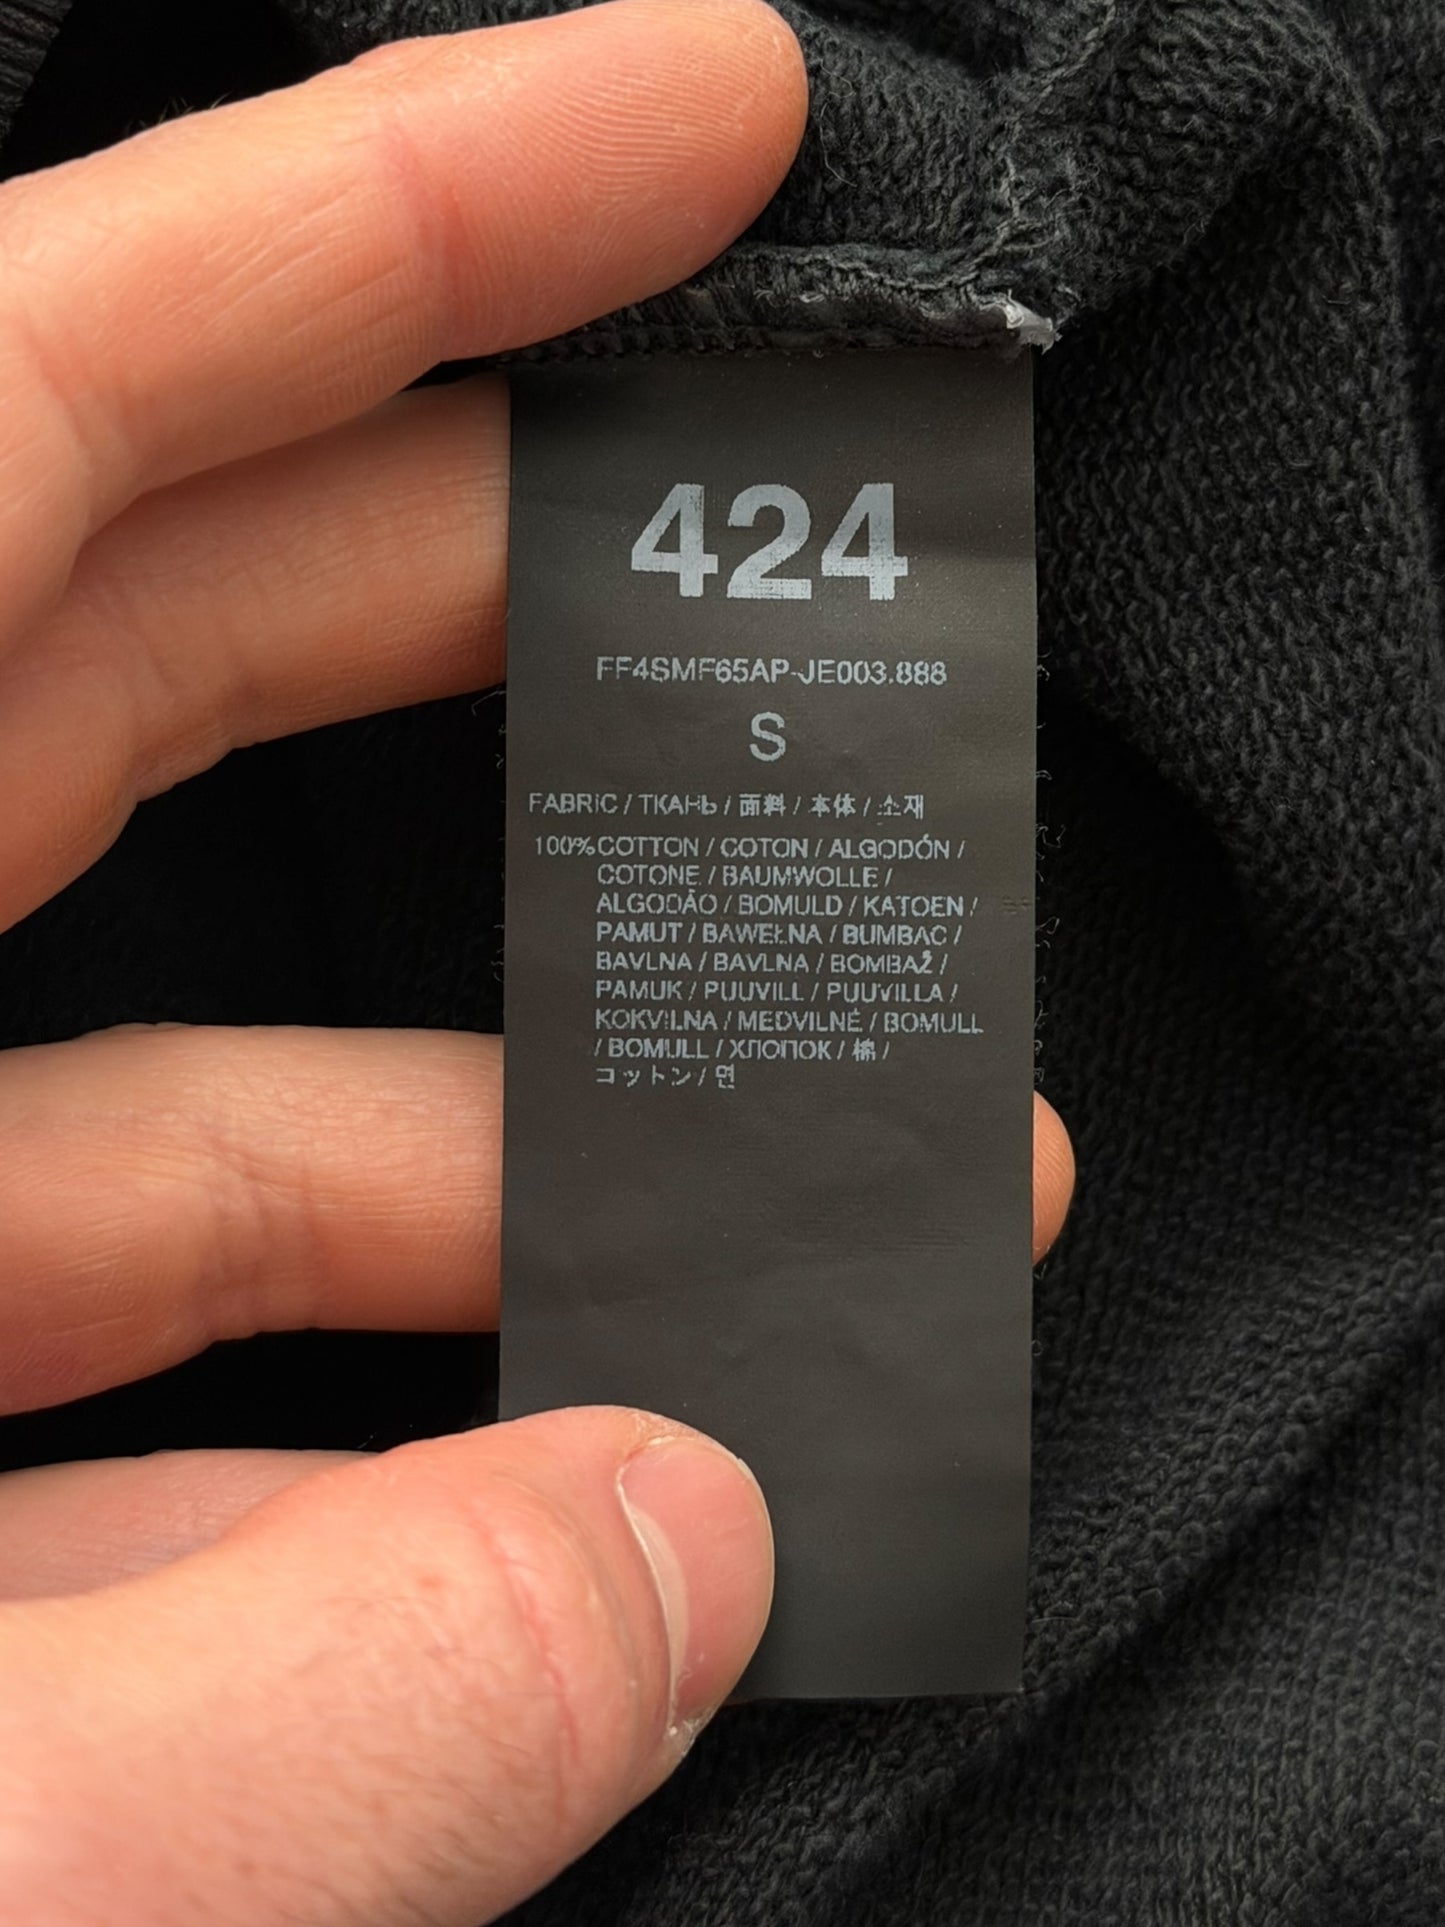 424
FF4SMF65AP-JE003.888
S
FABRIC / ТКАНЬ / 面料 / 本体 / 소재
100% COTTON / COTON / ALGODÓN /
COTONE / BAUMWOLLE /
ALGODÃO / BOMULD / KATOEN /
PAMUT / BAWEŁNA / BUMBAC /
BAVLNA / BAVLNA / BOMBAŽ /
PAMUK / PUUVILL / PUUVILLA /
KOKVILNA / MEDVILNĖ / BOMULL
/ BOMULL / ХЛОПОК / 棉 /
コットン / 면